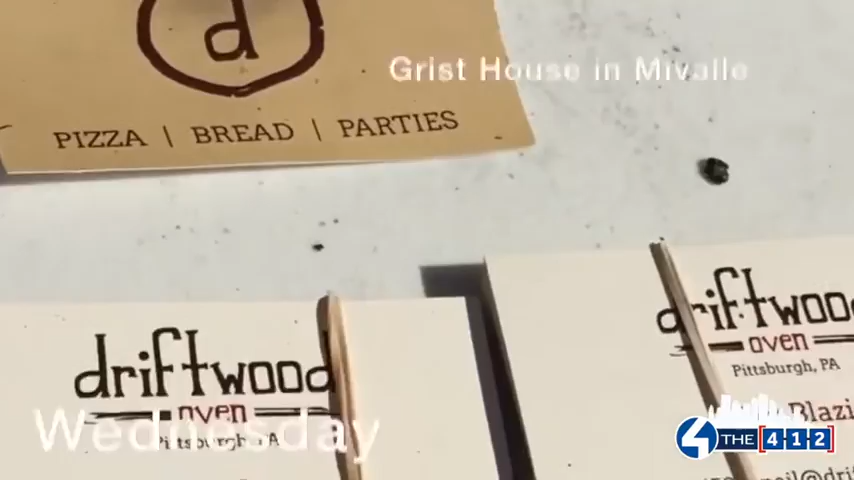 d
Grist House in Mivalle
PIZZA | BREAD | PARTIES
driftwood
oven
Pittsburgh, PA
Wednesday
driftwood
oven
Pittsburgh, PA
Blazi
4 THE [4-1-2]